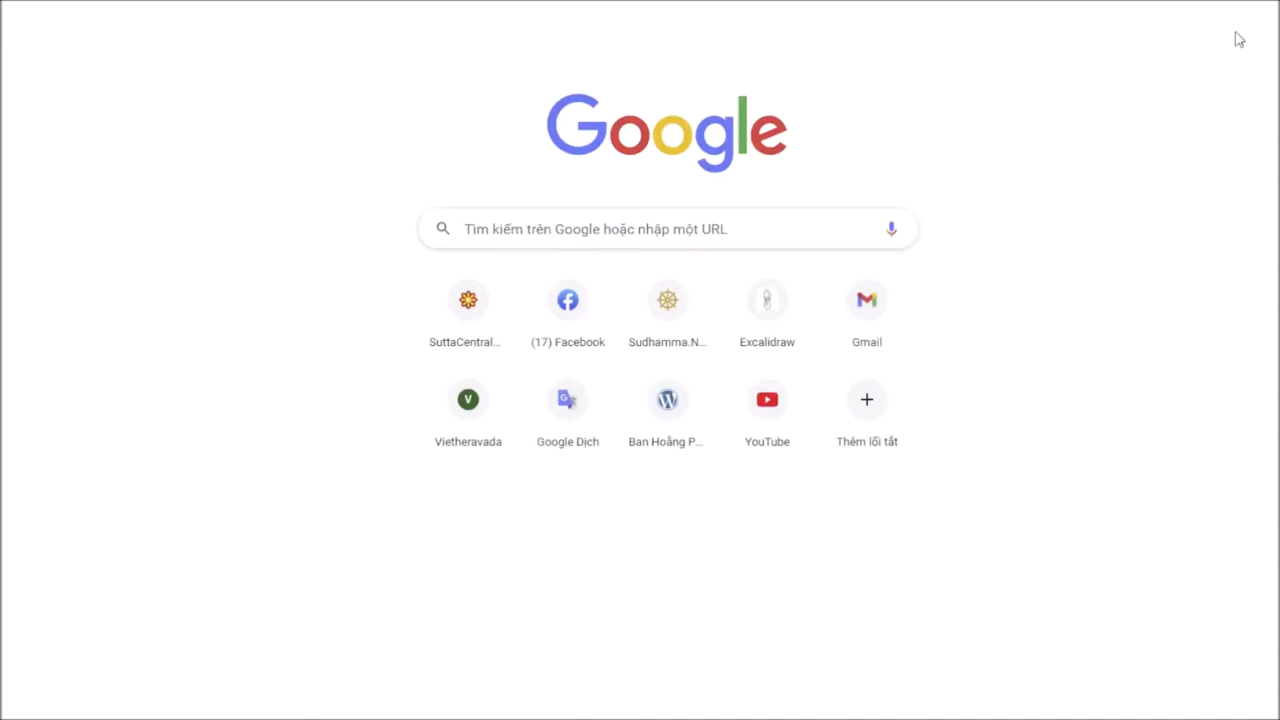 Google
Tìm kiếm trên Google hoặc nhập một URL
SuttaCentral...
(17) Facebook
Sudhamma.N...
Excalidraw
Gmail
V
G
Vietheravada
Google Dịch
Ban Hoằng P...
YouTube
Thêm lối tắt